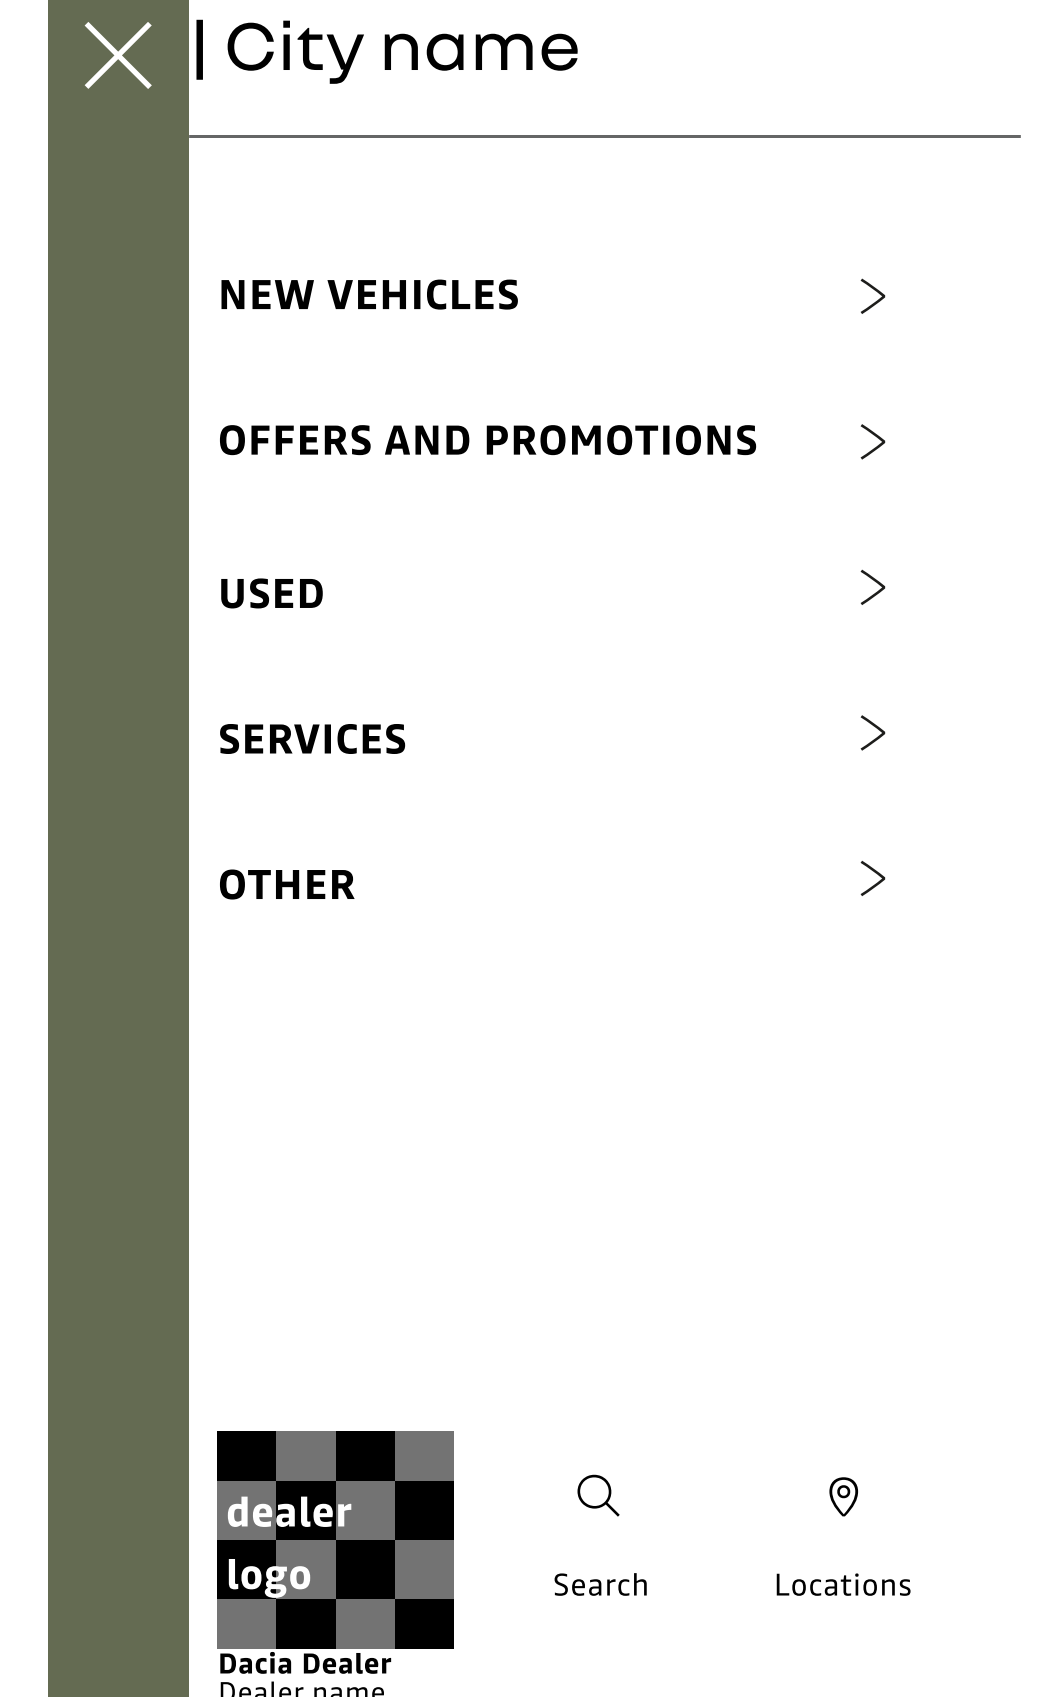 | City name
NEW VEHICLES
OFFERS AND PROMOTIONS
USED
SERVICES
OTHER
dealer
logo
Search
Locations
Dacia Dealer
Dealer name